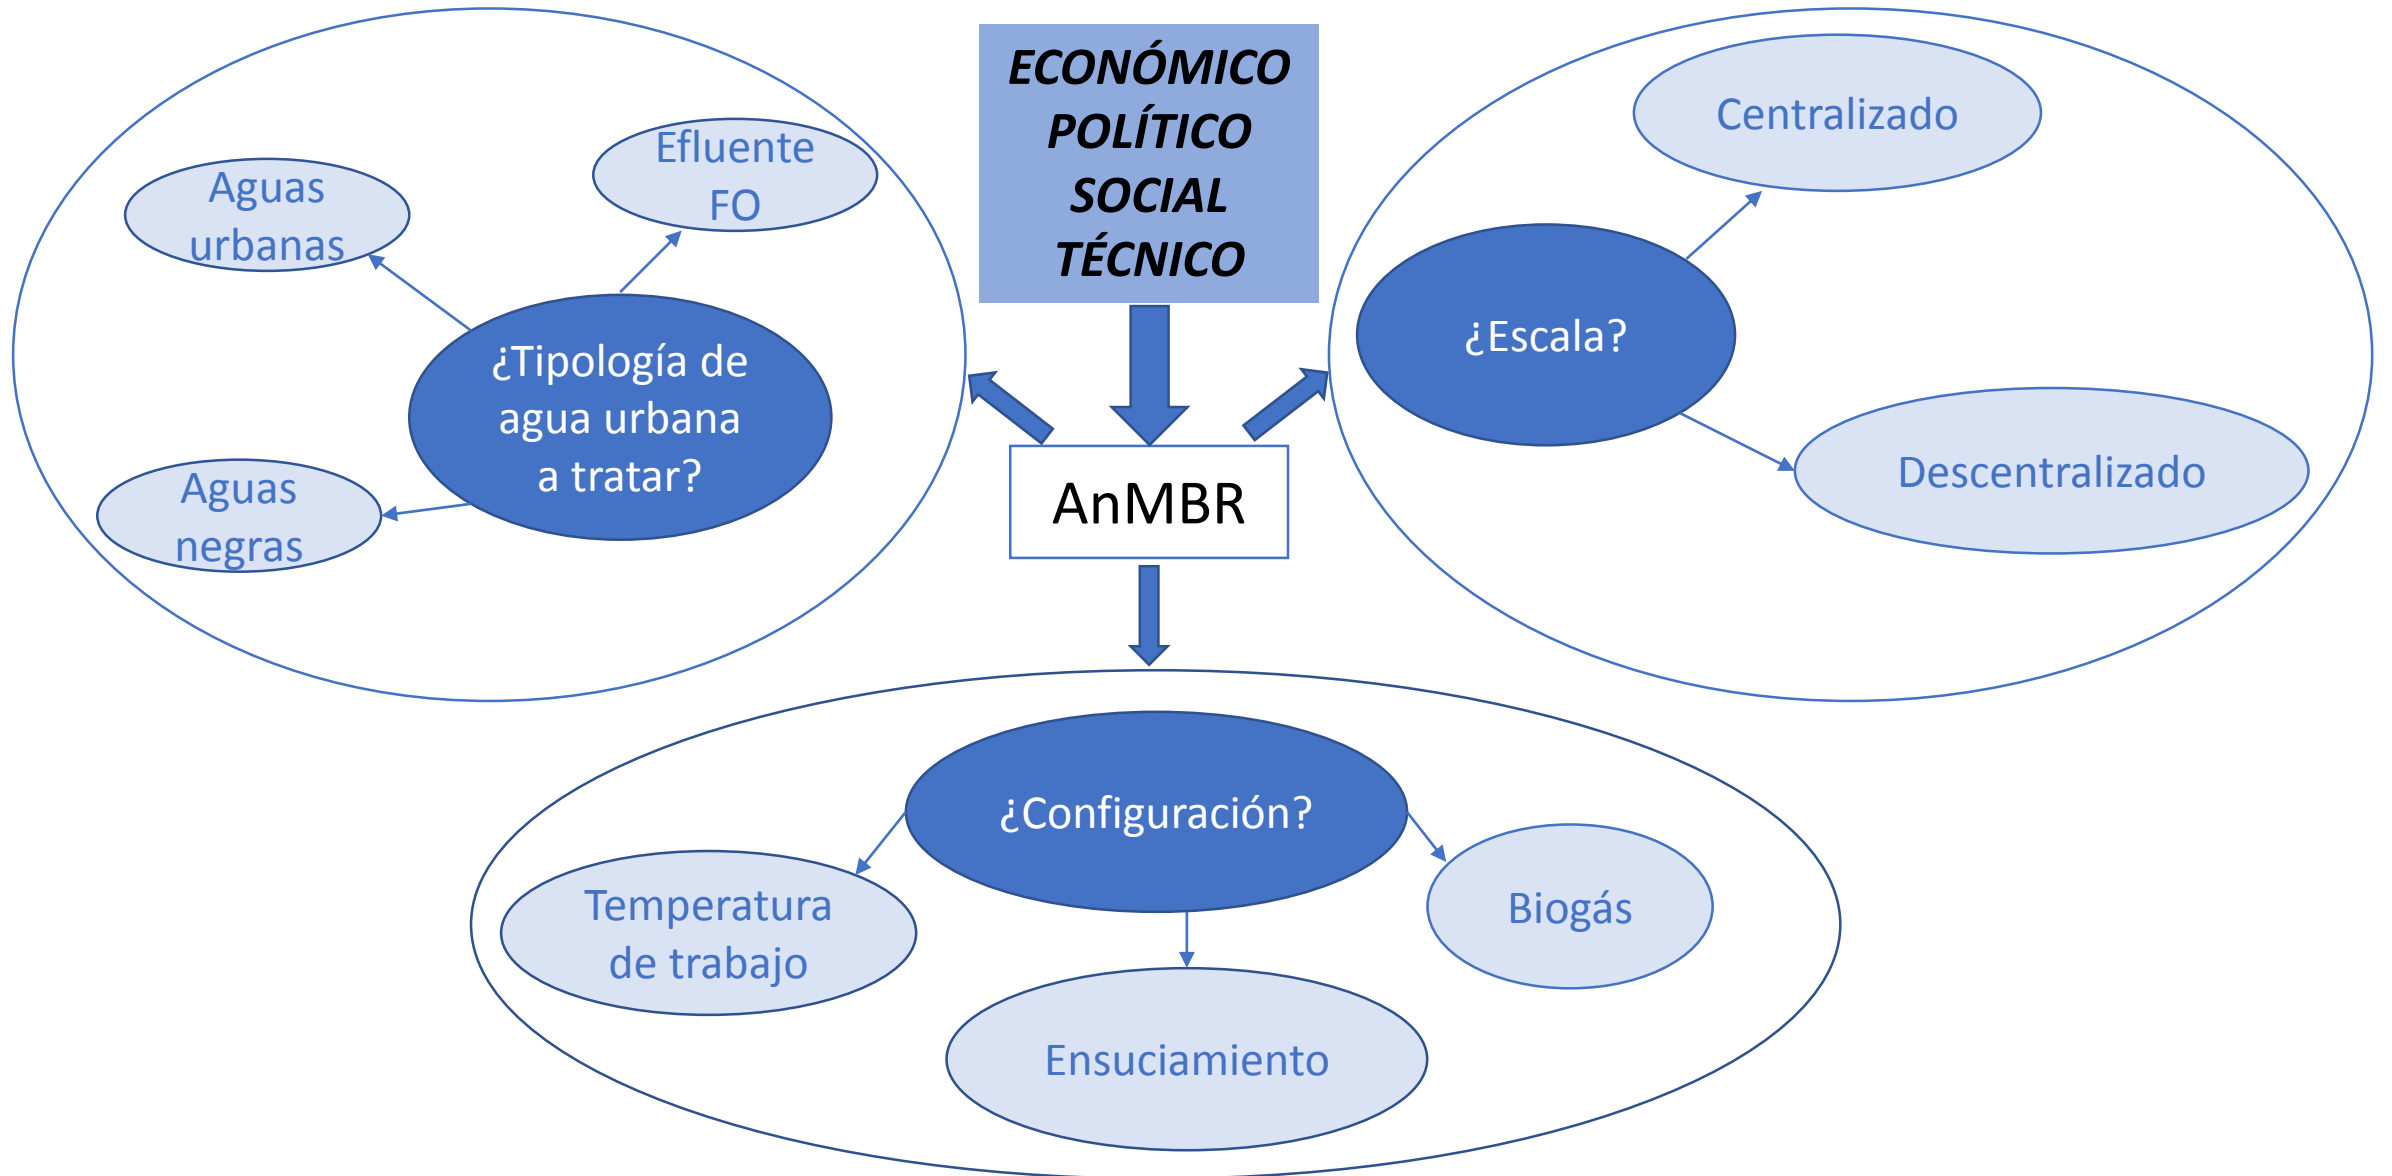 ECONÓMICO
POLÍTICO
SOCIAL
TÉCNICO
AnMBR
Efluente
FO
Aguas
urbanas
¿Tipología de
agua urbana
a tratar?
Aguas
negras
Centralizado
¿Escala?
Descentralizado
¿Configuración?
Temperatura
de trabajo
Biogás
Ensuciamiento